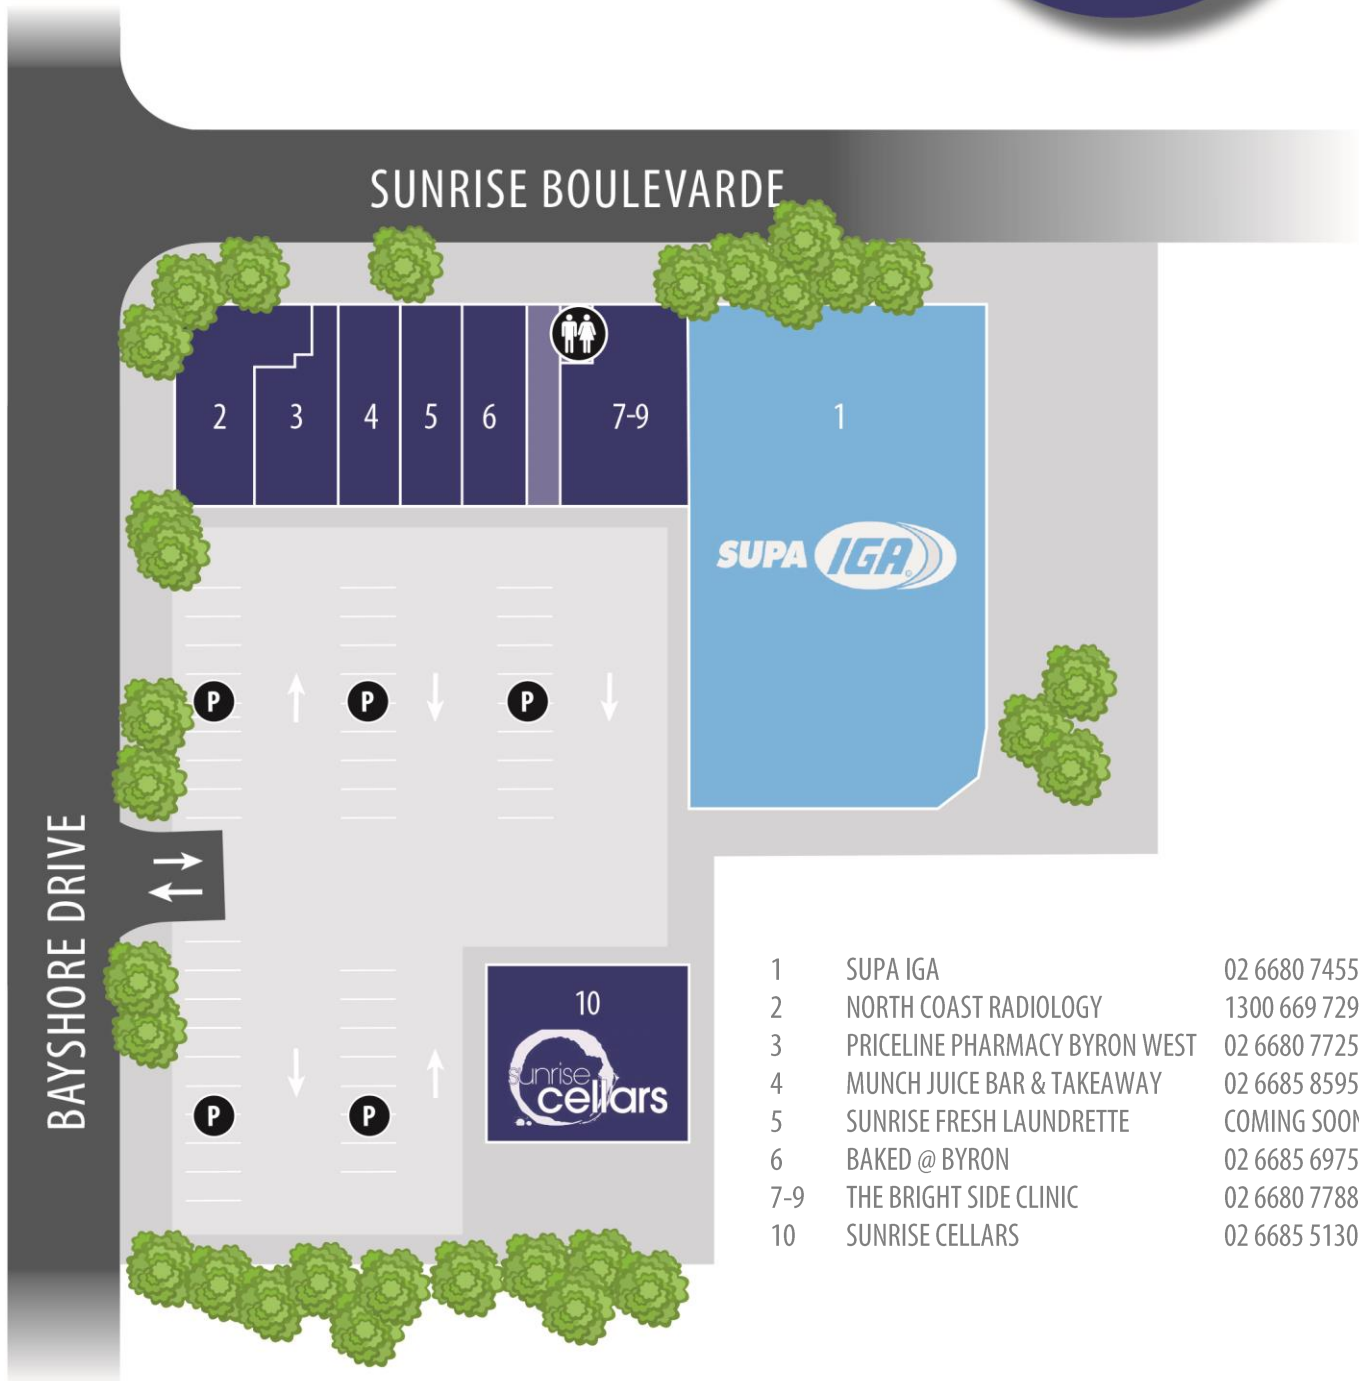 SUNRISE BOULEVARDE
2
3
4
5
6
7-9
1
SUPA IGA
P
P
P
BAYSHORE DRIVE
10
sunrise
cellars
P
P
1 SUPA IGA 02 6680 7455
2 NORTH COAST RADIOLOGY 1300 669 729
3 PRICELINE PHARMACY BYRON WEST 02 6680 7725
4 MUNCH JUICE BAR & TAKEAWAY 02 6685 8595
5 SUNRISE FRESH LAUNDRETTE COMING SOON
6 BAKED @ BYRON 02 6685 6975
7-9 THE BRIGHT SIDE CLINIC 02 6680 7788
10 SUNRISE CELLARS 02 6685 5130